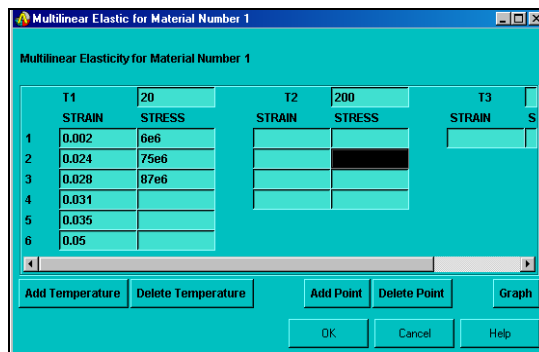 Multilinear Elastic for Material Number 1
Multilinear Elasticity for Material Number 1
T1 20 T2 200 T3
STRAIN STRESS STRAIN STRESS STRAIN S
1 0.002 6e6
2 0.024 75e6
3 0.028 87e6
4 0.031
5 0.035
6 0.05
Add Temperature Delete Temperature Add Point Delete Point Graph
OK Cancel Help